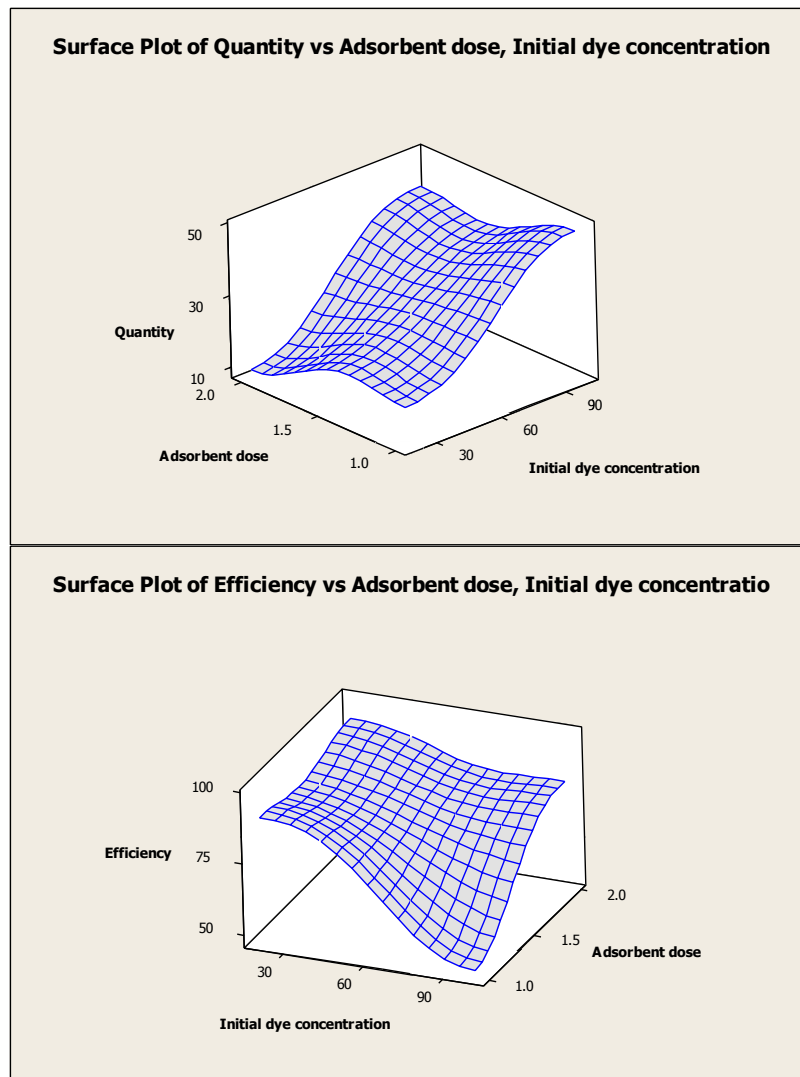 Surface Plot of Quantity vs Adsorbent dose, Initial dye concentration
50
30
Quantity
10
2.0
1.5
Adsorbent dose
1.0
30
60
90
Initial dye concentration
Surface Plot of Efficiency vs Adsorbent dose, Initial dye concentratio
100
75
Efficiency
50
30
60
90
Initial dye concentration
2.0
1.5
Adsorbent dose
1.0